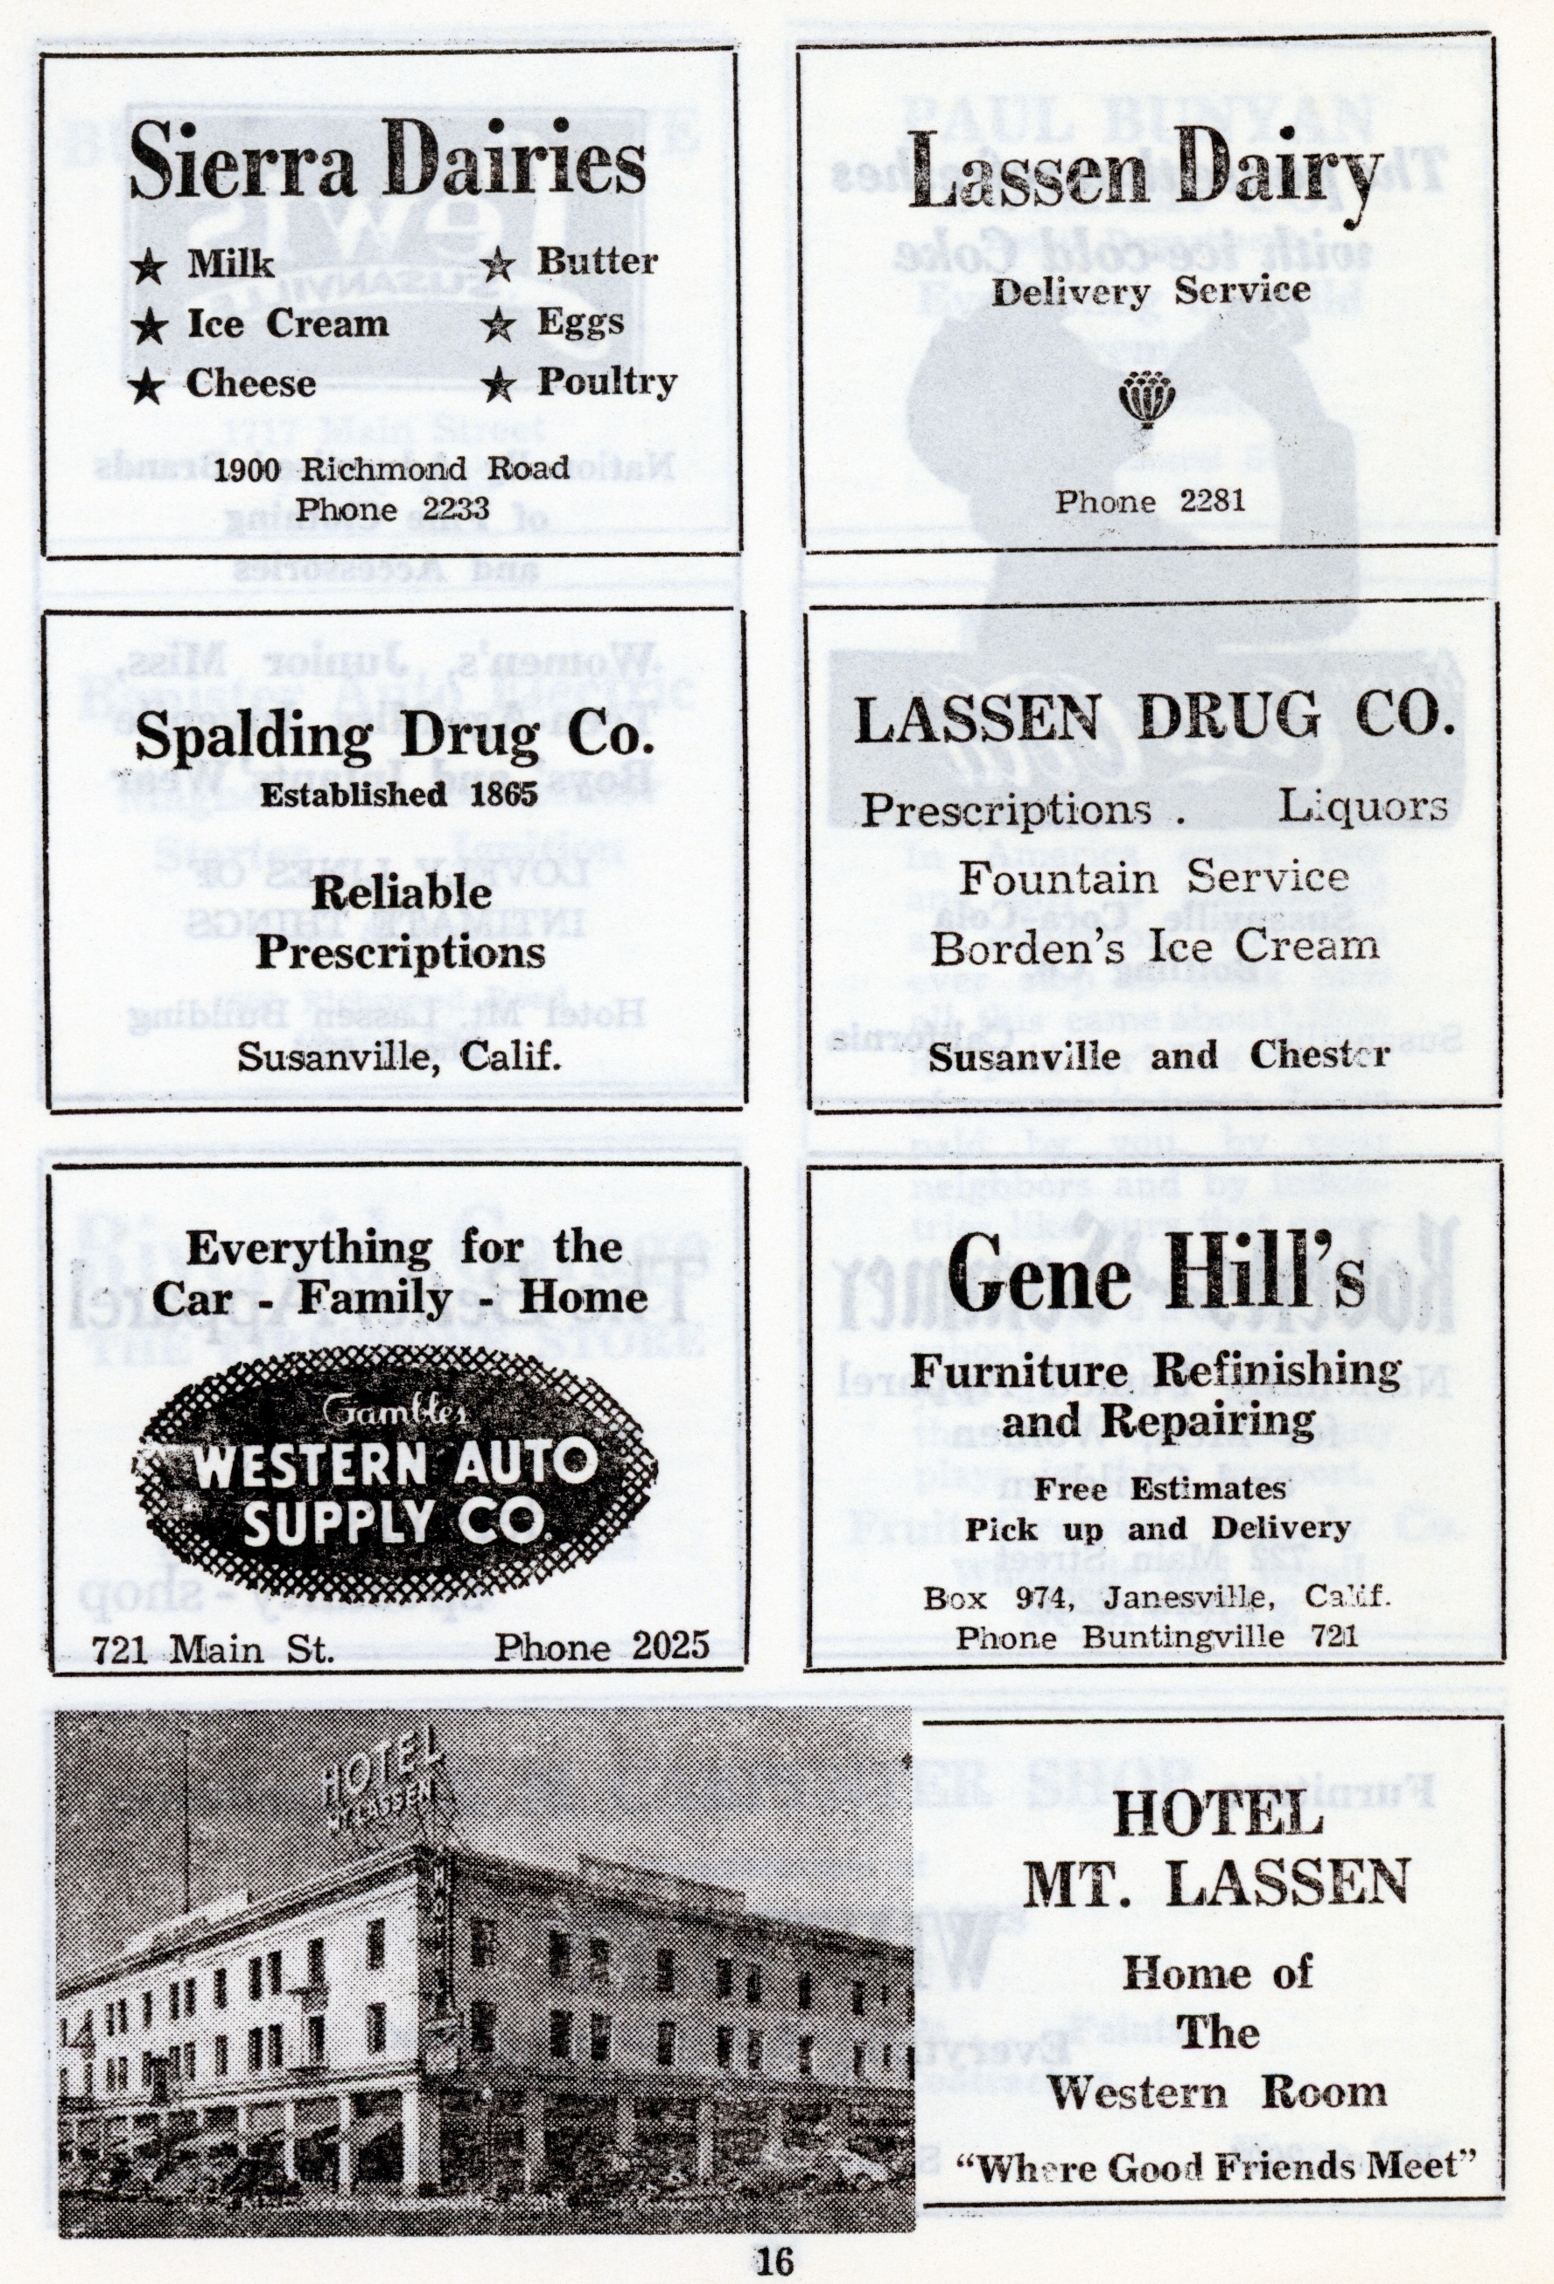 Sierra Dairies
★ Milk ★ Butter
★ Ice Cream ★ Eggs
★ Cheese ★ Poultry
1900 Richmond Road
Phone 2233
Lassen Dairy
Delivery Service
Phone 2281
Spalding Drug Co.
Established 1865
Reliable
Prescriptions
Susanville, Calif.
LASSEN DRUG CO.
Prescriptions . Liquors
Fountain Service
Borden's Ice Cream
Susanville and Chester
Everything for the
Car - Family - Home
Gambles
WESTERN AUTO
SUPPLY CO.
721 Main St. Phone 2025
Gene Hill's
Furniture Refinishing
and Repairing
Free Estimates
Pick up and Delivery
Box 974, Janesville, Calif.
Phone Buntingville 721
HOTEL
MT. LASSEN
HOTEL
HOTEL
MT. LASSEN
Home of
The
Western Room
"Where Good Friends Meet"
16